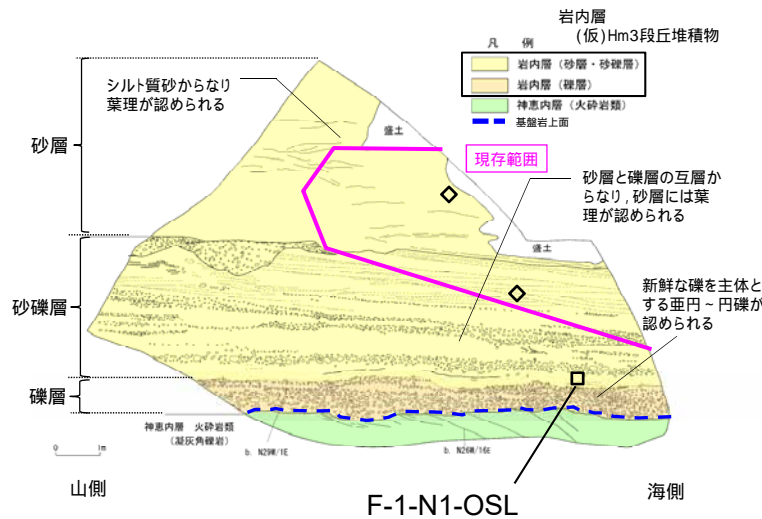 岩内層
(仮)Hm3段丘堆積物
凡 例
岩内層（砂層・砂礫層）
岩内層（礫層）
神恵内層（火砕岩類）
基盤岩上面
シルト質砂からなり
葉理が認められる
盛土
砂層
現存範囲
砂層と礫層の互層か
らなり,砂層には葉
理が認められる
盛土
新鮮な礫を主体と
する亜円～円礫が
認められる
砂礫層
礫層
神恵内層 火砕岩類
（凝灰角礫岩）
b. N29W/1E
b. N26W/16E
0 1m
山側
海側
F-1-N1-OSL